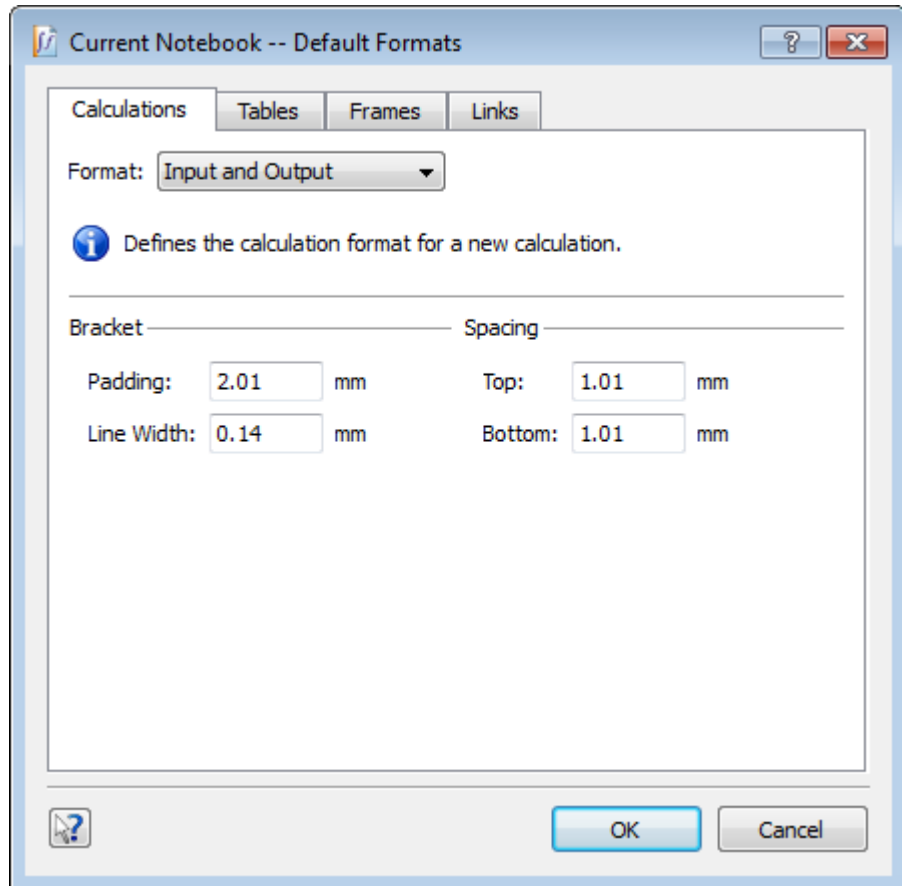 Current Notebook -- Default Formats
Calculations Tables Frames Links
Format: Input and Output
Defines the calculation format for a new calculation.
Bracket Spacing
Padding: 2.01 mm Top: 1.01 mm
Line Width: 0.14 mm Bottom: 1.01 mm
OK Cancel